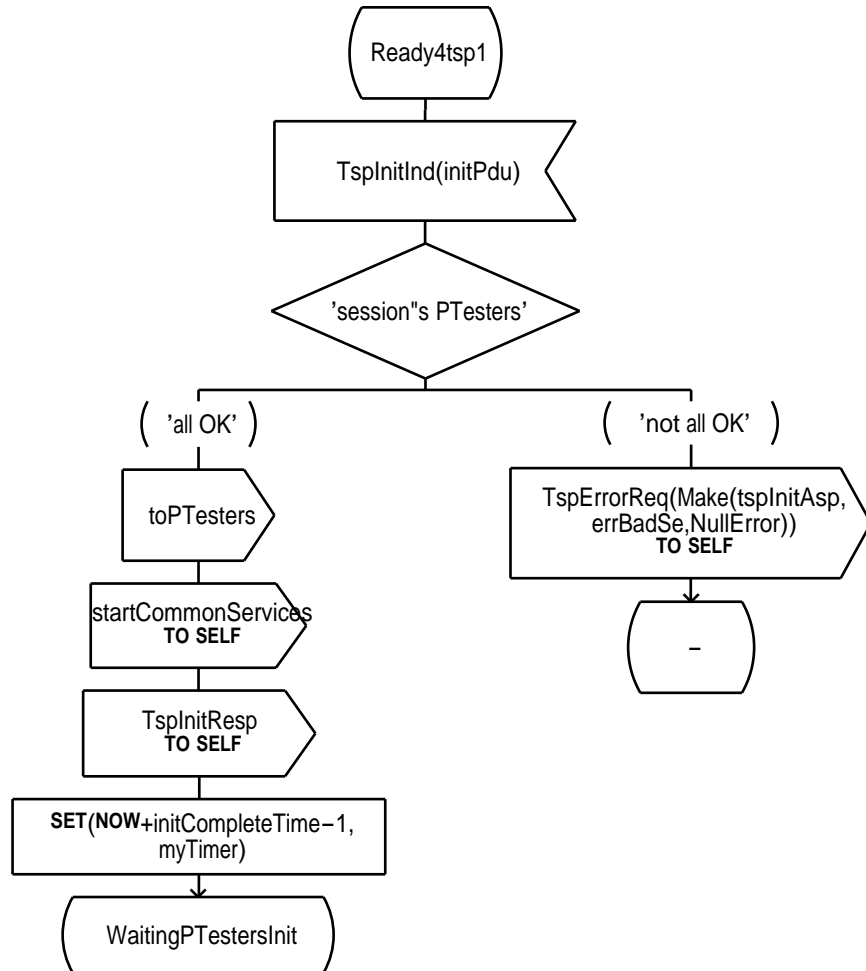 Ready4tsp1
TspInitInd(initPdu)
’session"s PTesters’
( ’all OK’ )
toPTesters
startCommonServices
TO SELF
TspInitResp
TO SELF
SET(NOW+initCompleteTime−1,
myTimer)
WaitingPTestersInit
( ’not all OK’ )
TspErrorReq(Make(tspInitAsp,
errBadSe,NullError))
TO SELF
−